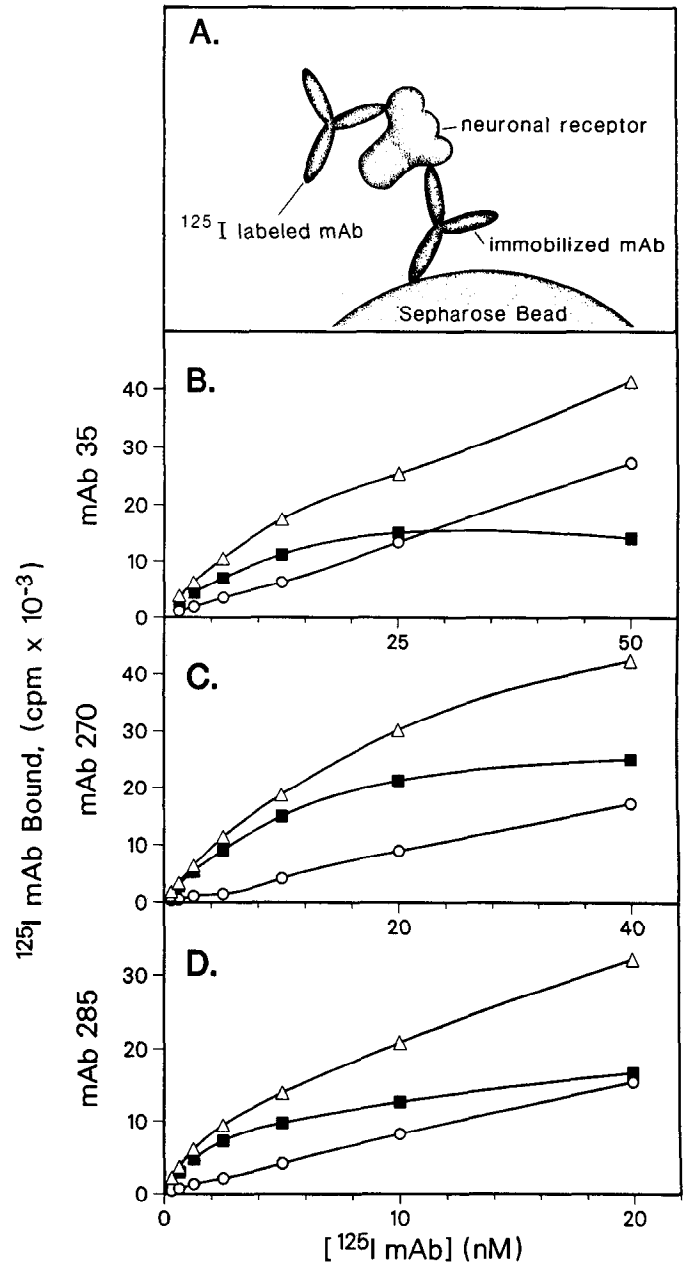 A.
neuronal receptor
¹²⁵I labeled mAb
immobilized mAb
Sepharose Bead
¹²⁵I mAb Bound, (cpm x 10⁻³)
B.
mAb 35
40
30
20
10
0
25
50
C.
mAb 270
40
30
20
10
0
20
40
D.
mAb 285
30
20
10
0
0
10
20
[¹²⁵I mAb] (nM)